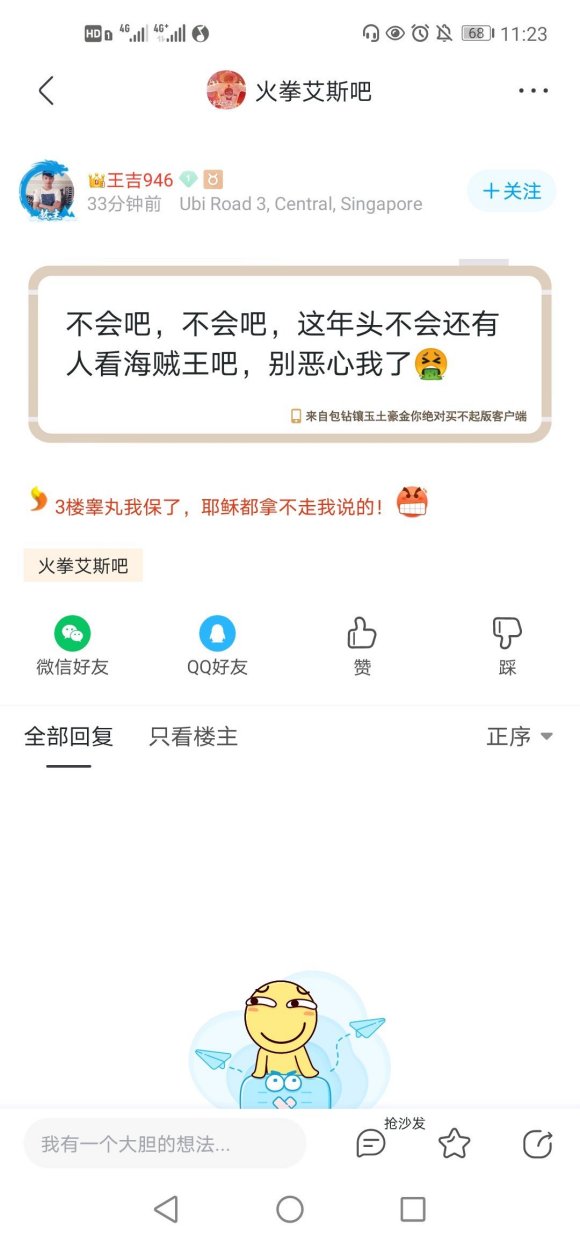 HD 1 4G 4G+ 68 11:23
火拳艾斯吧
王吉946
+关注
33分钟前 Ubi Road 3, Central, Singapore
不会吧，不会吧，这年头不会还有
人看海贼王吧，别恶心我了
来自包钻镶玉土豪金你绝对买不起版客户端
3楼睾丸我保了，耶稣都拿不走我说的！
火拳艾斯吧
微信好友 QQ好友 赞 踩
全部回复 只看楼主 正序
抢沙发
我有一个大胆的想法...